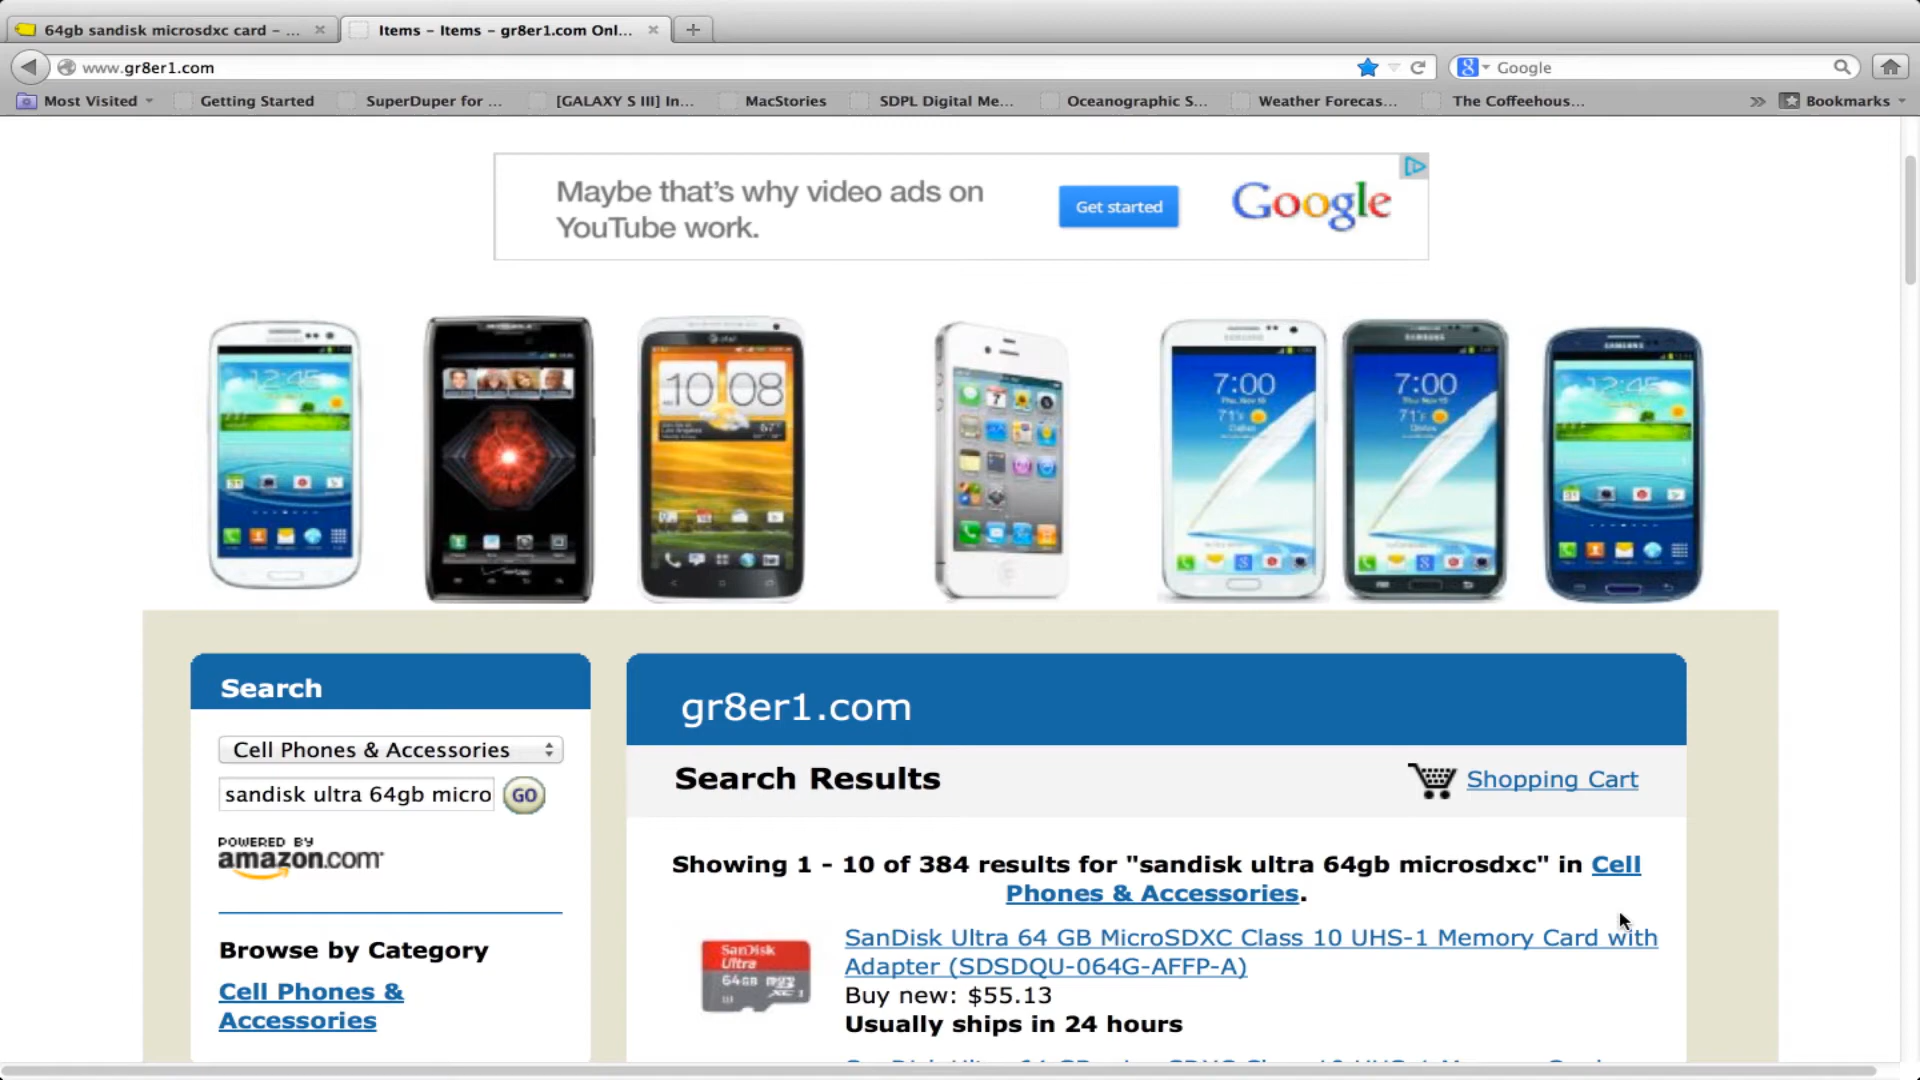 64gb sandisk microsdxc card – ...
Items – Items – gr8er1.com Onl...
www.gr8er1.com
Google
Most Visited
Getting Started
SuperDuper for ...
[GALAXY S III] In...
MacStories
SDPL Digital Me...
Oceanographic S...
Weather Forecas...
The Coffeehous...
Bookmarks
Maybe that's why video ads on
YouTube work.
Get started
Google
12:45
10 08
7:00
71°
7:00
71°
SAMSUNG
12:45
Search
Cell Phones & Accessories
sandisk ultra 64gb micro
GO
POWERED BY
amazon.com
Browse by Category
Cell Phones &
Accessories
gr8er1.com
Search Results
Shopping Cart
Showing 1 - 10 of 384 results for "sandisk ultra 64gb microsdxc" in Cell
Phones & Accessories.
SanDisk
Ultra
64GB
SanDisk Ultra 64 GB MicroSDXC Class 10 UHS-1 Memory Card with
Adapter (SDSDQU-064G-AFFP-A)
Buy new: $55.13
Usually ships in 24 hours